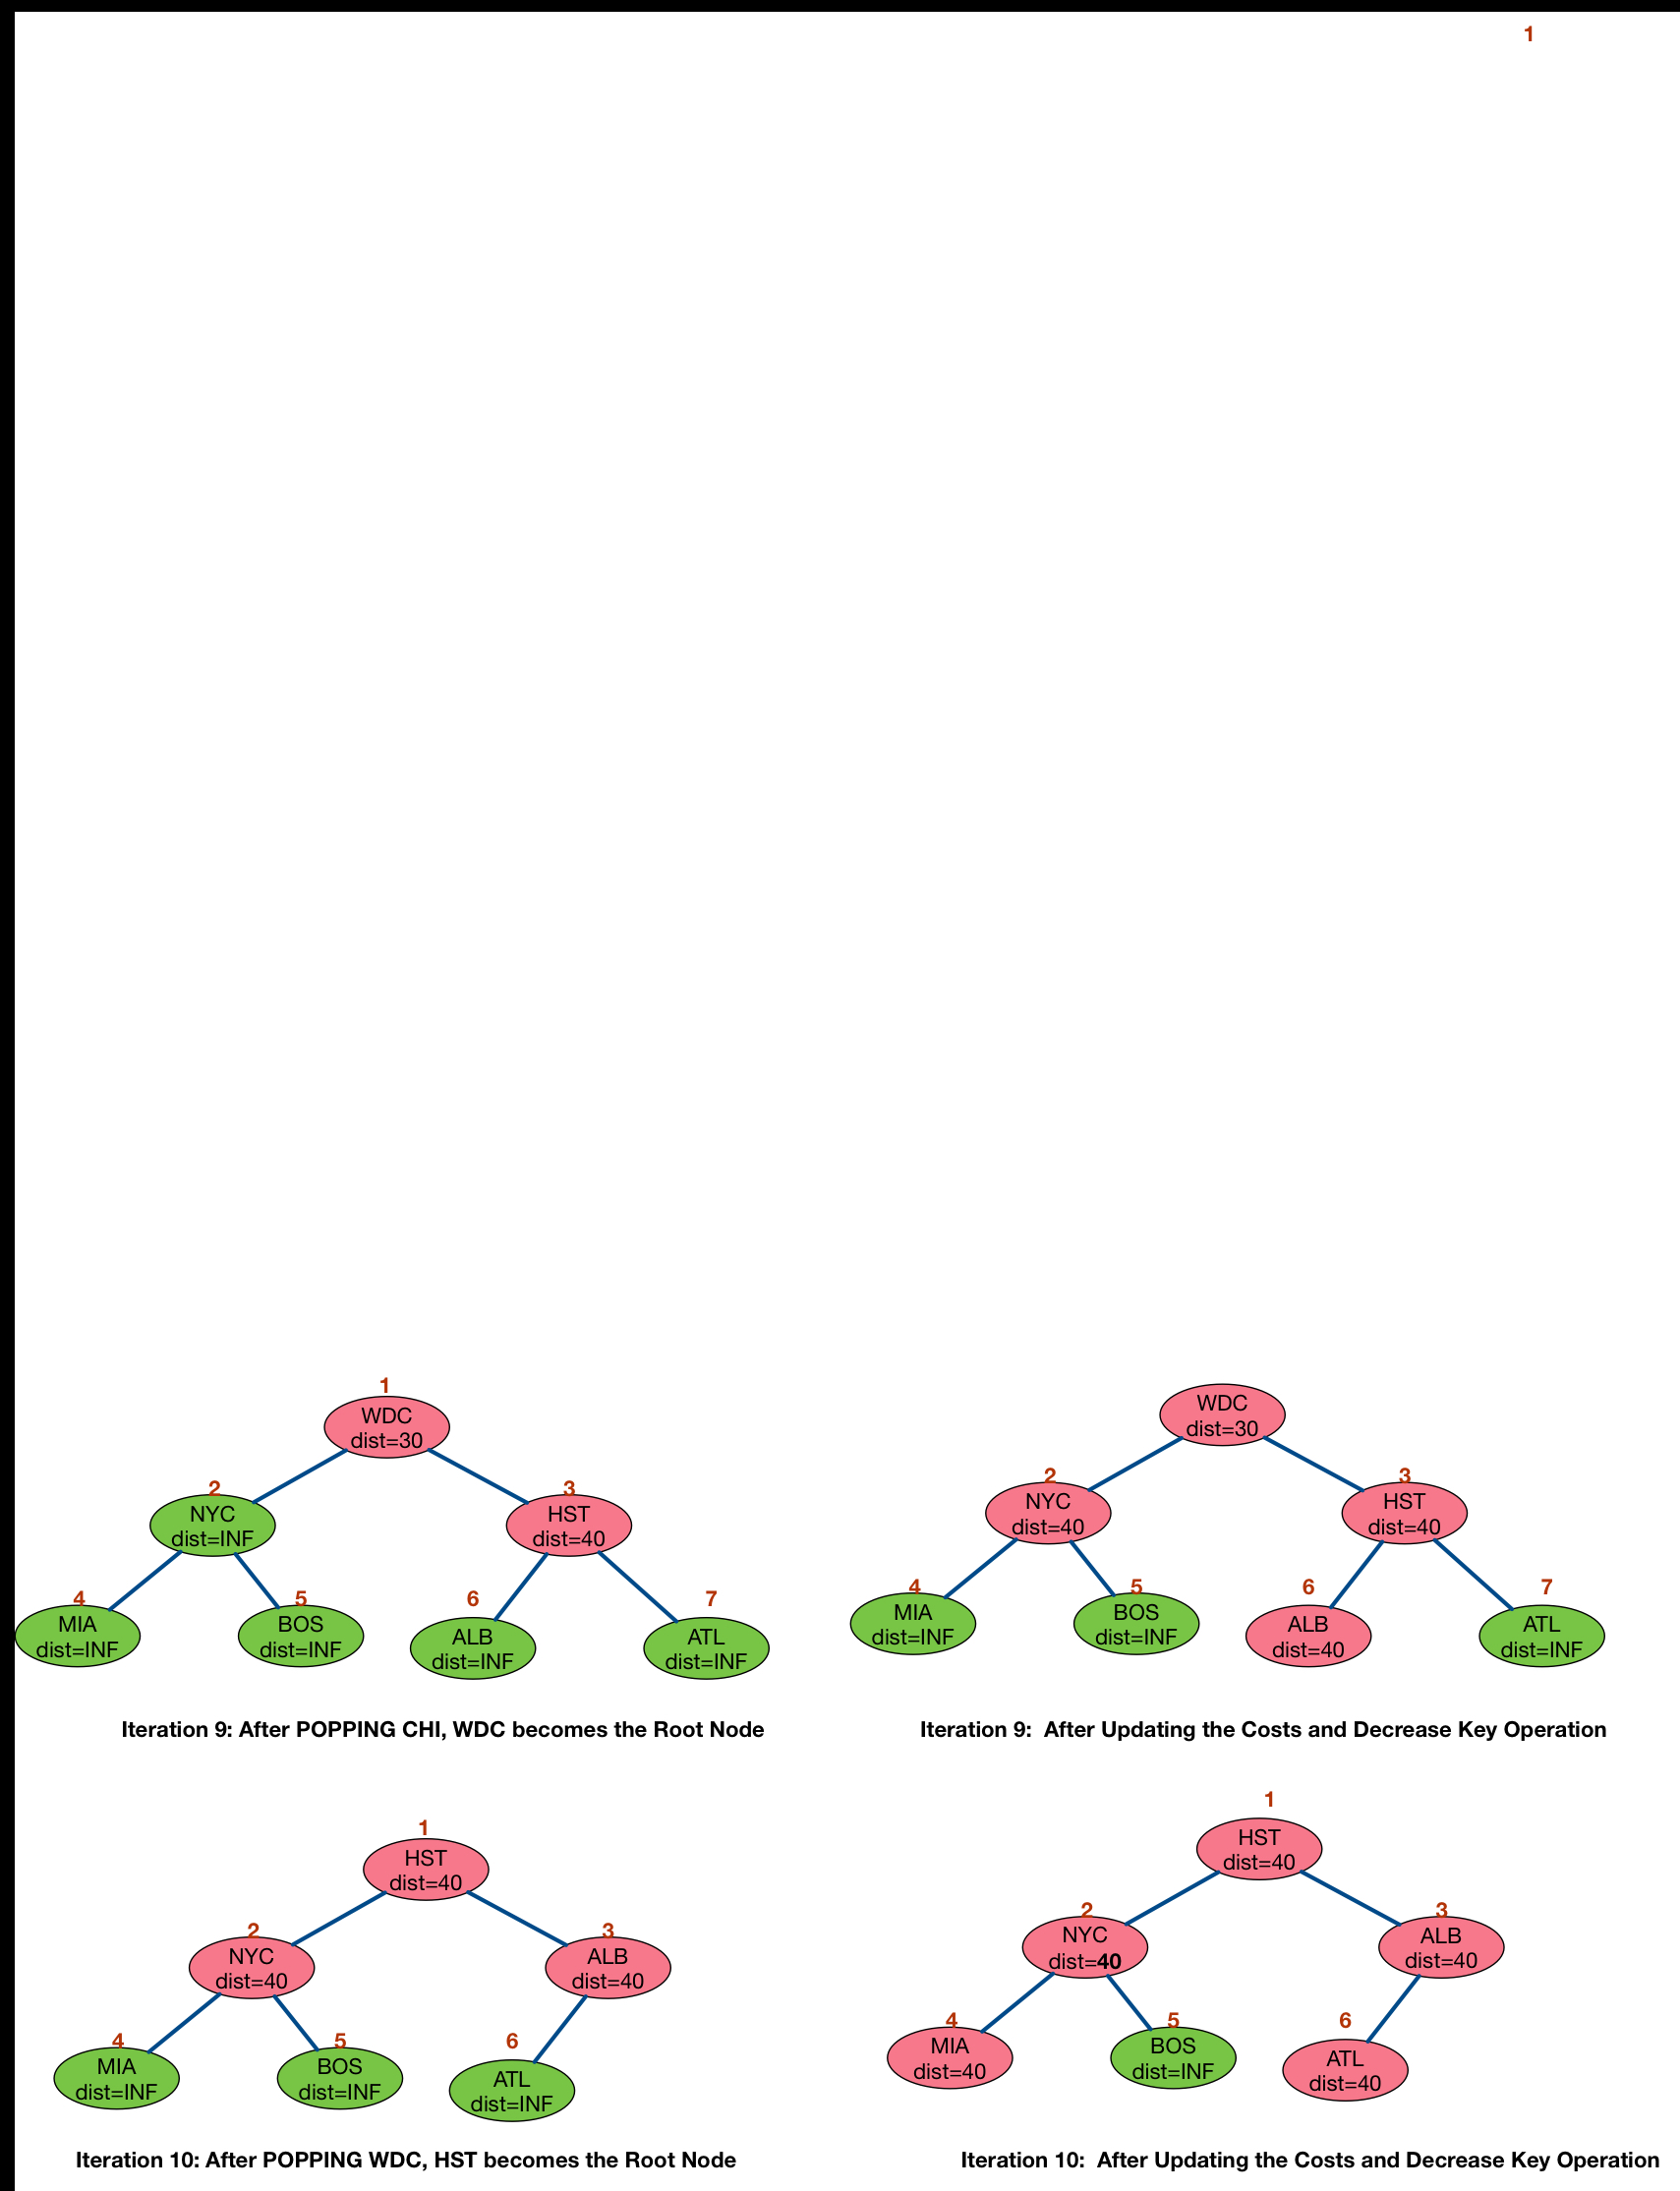 1
1
WDC
dist=30
2
NYC
dist=INF
3
HST
dist=40
4
MIA
dist=INF
5
BOS
dist=INF
6
ALB
dist=INF
7
ATL
dist=INF
Iteration 9: After POPPING CHI, WDC becomes the Root Node
WDC
dist=30
2
NYC
dist=40
3
HST
dist=40
4
MIA
dist=INF
5
BOS
dist=INF
6
ALB
dist=40
7
ATL
dist=INF
Iteration 9:  After Updating the Costs and Decrease Key Operation
1
HST
dist=40
2
NYC
dist=40
3
ALB
dist=40
4
MIA
dist=INF
5
BOS
dist=INF
6
ATL
dist=INF
Iteration 10: After POPPING WDC, HST becomes the Root Node
1
HST
dist=40
2
NYC
dist=40
3
ALB
dist=40
4
MIA
dist=40
5
BOS
dist=INF
6
ATL
dist=40
Iteration 10:  After Updating the Costs and Decrease Key Operation